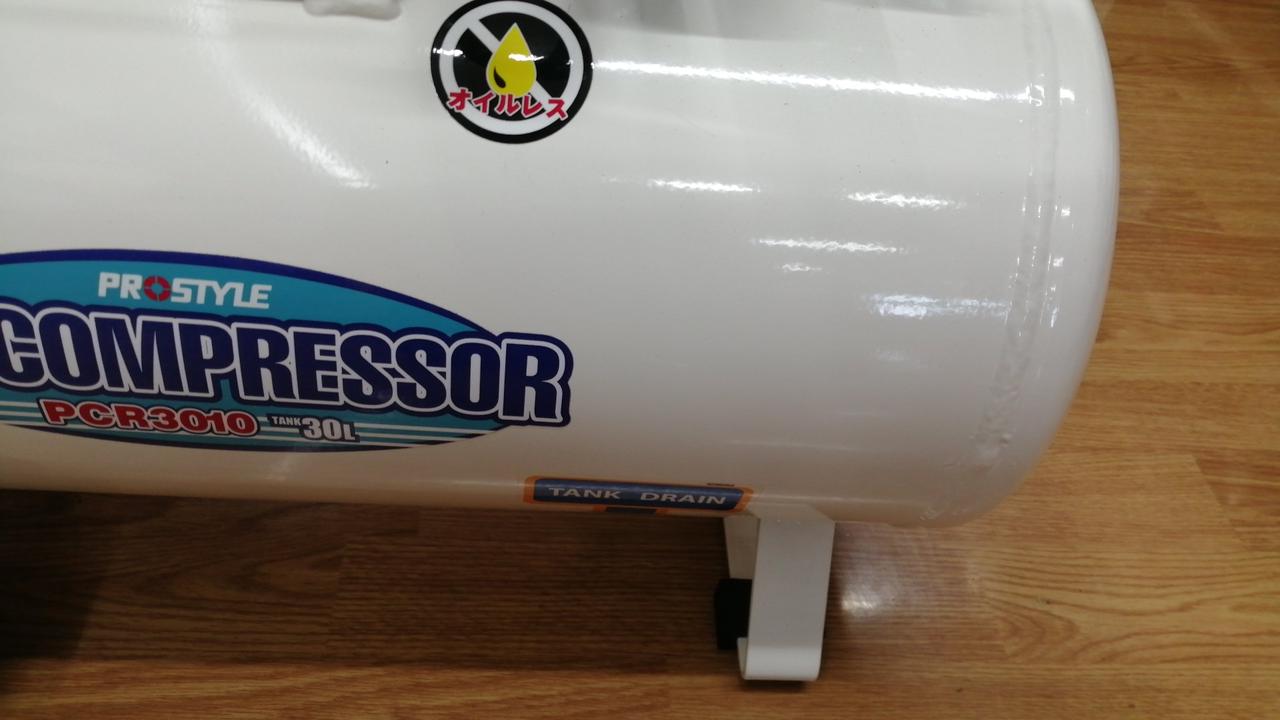 オイルレス
PROSTYLE
COMPRESSOR
PCR3010 TANK 30L
TANK DRAIN